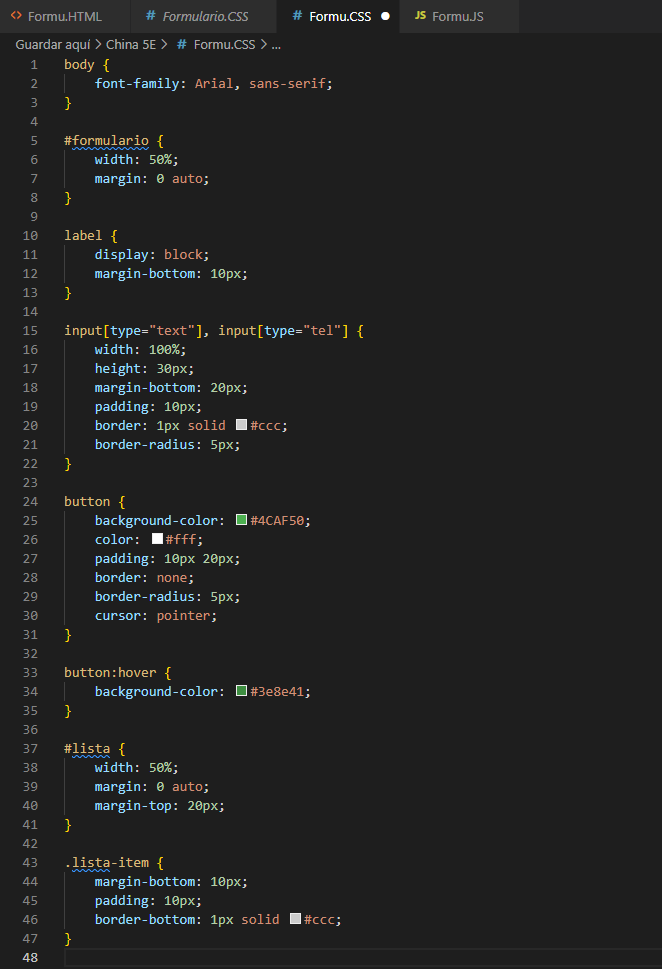 Formu.HTML Formulario.CSS Formu.CSS Formu.JS
Guardar aquí > China 5E > # Formu.CSS > ...
1 body {
2     font-family: Arial, sans-serif;
3 }
4
5 #formulario {
6     width: 50%;
7     margin: 0 auto;
8 }
9
10 label {
11     display: block;
12     margin-bottom: 10px;
13 }
14
15 input[type="text"], input[type="tel"] {
16     width: 100%;
17     height: 30px;
18     margin-bottom: 20px;
19     padding: 10px;
20     border: 1px solid #ccc;
21     border-radius: 5px;
22 }
23
24 button {
25     background-color: #4CAF50;
26     color: #fff;
27     padding: 10px 20px;
28     border: none;
29     border-radius: 5px;
30     cursor: pointer;
31 }
32
33 button:hover {
34     background-color: #3e8e41;
35 }
36
37 #lista {
38     width: 50%;
39     margin: 0 auto;
40     margin-top: 20px;
41 }
42
43 .lista-item {
44     margin-bottom: 10px;
45     padding: 10px;
46     border-bottom: 1px solid #ccc;
47 }
48